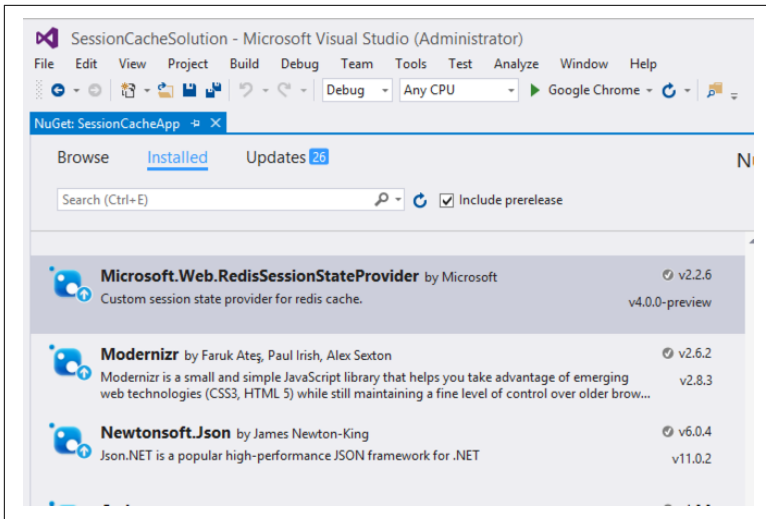 SessionCacheSolution - Microsoft Visual Studio (Administrator)
File Edit View Project Build Debug Team Tools Test Analyze Window Help
Debug Any CPU Google Chrome
NuGet: SessionCacheApp
Browse Installed Updates 26
Search (Ctrl+E) Include prerelease
Microsoft.Web.RedisSessionStateProvider by Microsoft v2.2.6
Custom session state provider for redis cache. v4.0.0-preview
Modernizr by Faruk Ateş, Paul Irish, Alex Sexton v2.6.2
Modernizr is a small and simple JavaScript library that helps you take advantage of emerging v2.8.3
web technologies (CSS3, HTML 5) while still maintaining a fine level of control over older brow...
Newtonsoft.Json by James Newton-King v6.0.4
Json.NET is a popular high-performance JSON framework for .NET v11.0.2